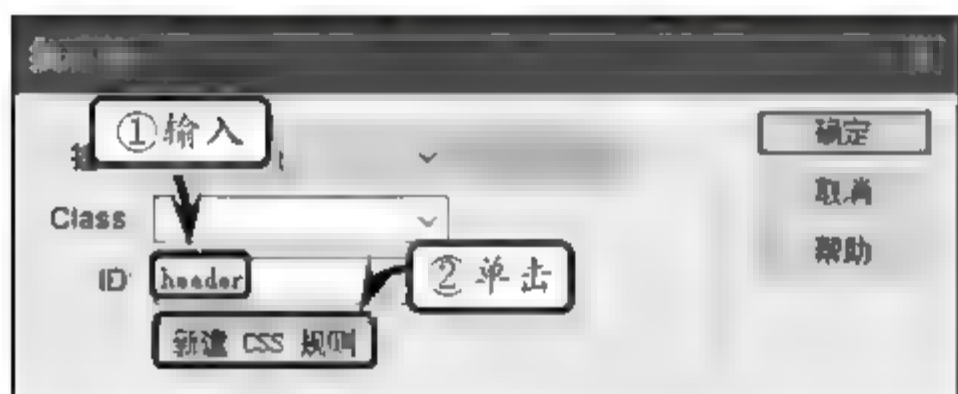 ①输入
确定
取消
Class
帮助
ID
header
②单击
新建 CSS 规则